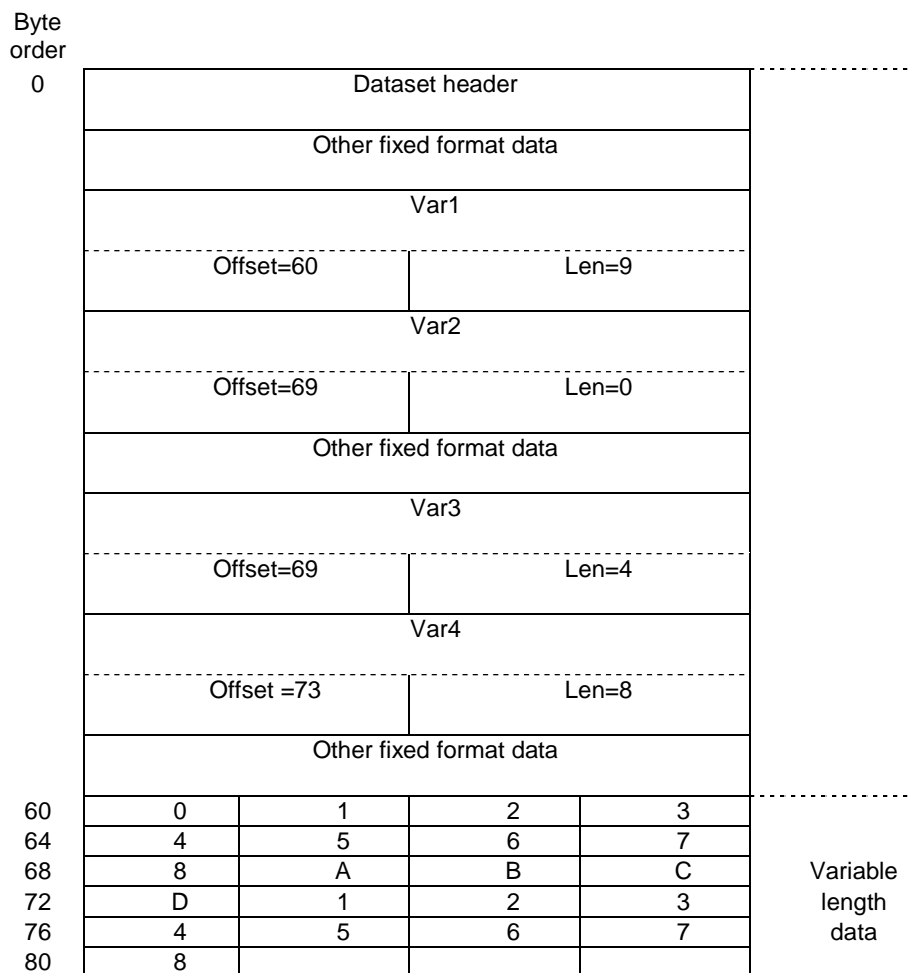 Byte
order
0 Dataset header
Other fixed format data
Var1
Offset=60 Len=9
Var2
Offset=69 Len=0
Other fixed format data
Var3
Offset=69 Len=4
Var4
Offset =73 Len=8
Other fixed format data
60 0 1 2 3
64 4 5 6 7
68 8 A B C Variable
72 D 1 2 3 length
76 4 5 6 7 data
80 8